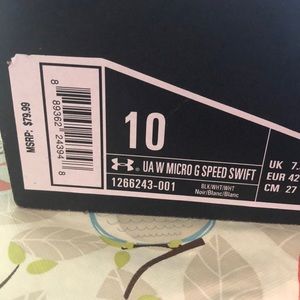 MSRP: $79.99
8 89362 24394 8
10
UA W MICRO G SPEED SWIFT
1266243-001
BLK/WHT/WHT
Noir/Blanc/Blanc
UK 7.
EUR 42
CM 27